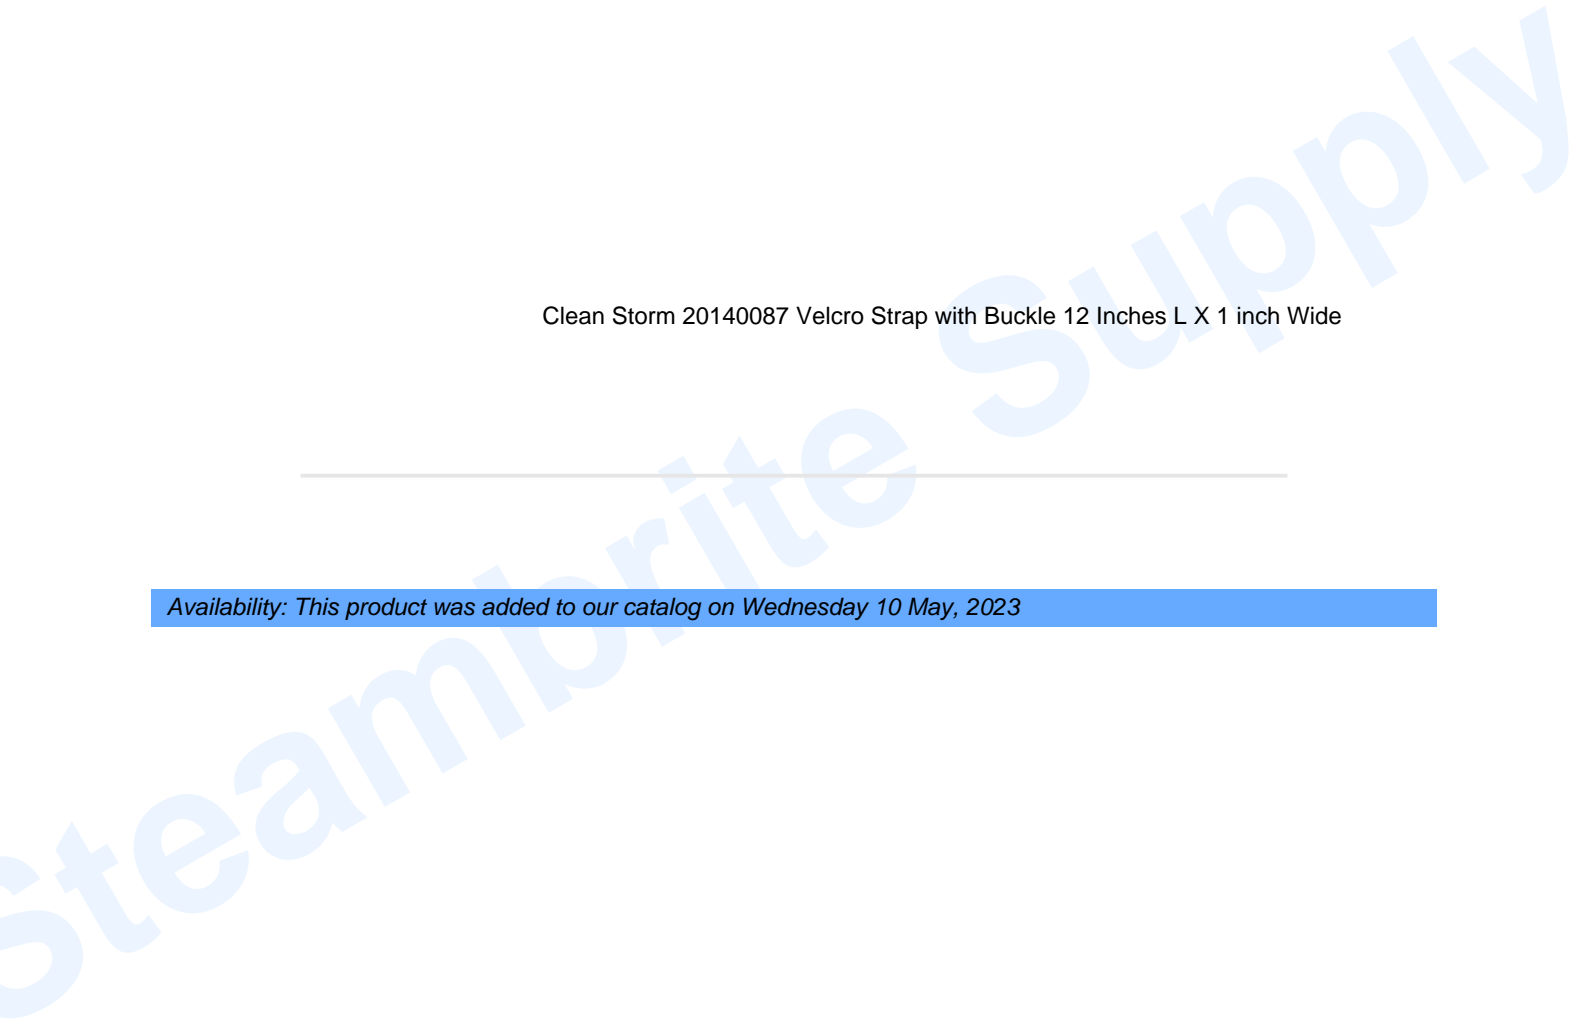 Clean Storm 20140087 Velcro Strap with Buckle 12 Inches L X 1 inch Wide
Availability: This product was added to our catalog on Wednesday 10 May, 2023
Steambrite Supply